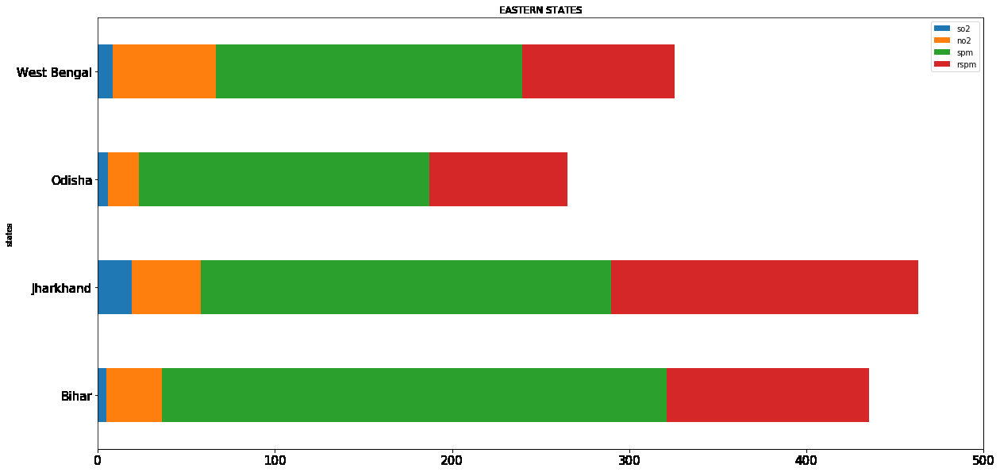 EASTERN STATES
so2
no2
spm
rspm
West Bengal
Odisha
states
Jharkhand
Bihar
0 100 200 300 400 500